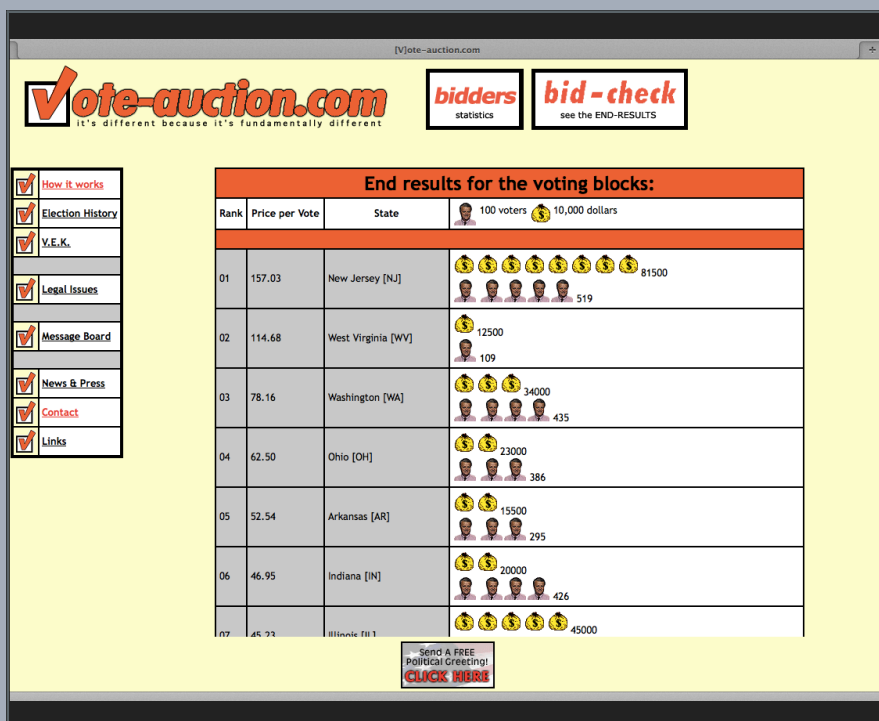 [V]ote-auction.com
Vote-auction.com
it's different because it's fundamentally different
bidders
statistics
bid-check
see the END-RESULTS
How it works
Election History
V.E.K.
Legal Issues
Message Board
News & Press
Contact
Links
End results for the voting blocks:
Rank Price per Vote State 100 voters 10,000 dollars
01 157.03 New Jersey [NJ] 81500
519
02 114.68 West Virginia [WV] 12500
109
03 78.16 Washington [WA] 34000
435
04 62.50 Ohio [OH] 23000
386
05 52.54 Arkansas [AR] 15500
295
06 46.95 Indiana [IN] 20000
426
07 45.23 Illinois [IL] 45000
Send A FREE
Political Greeting!
CLICK HERE